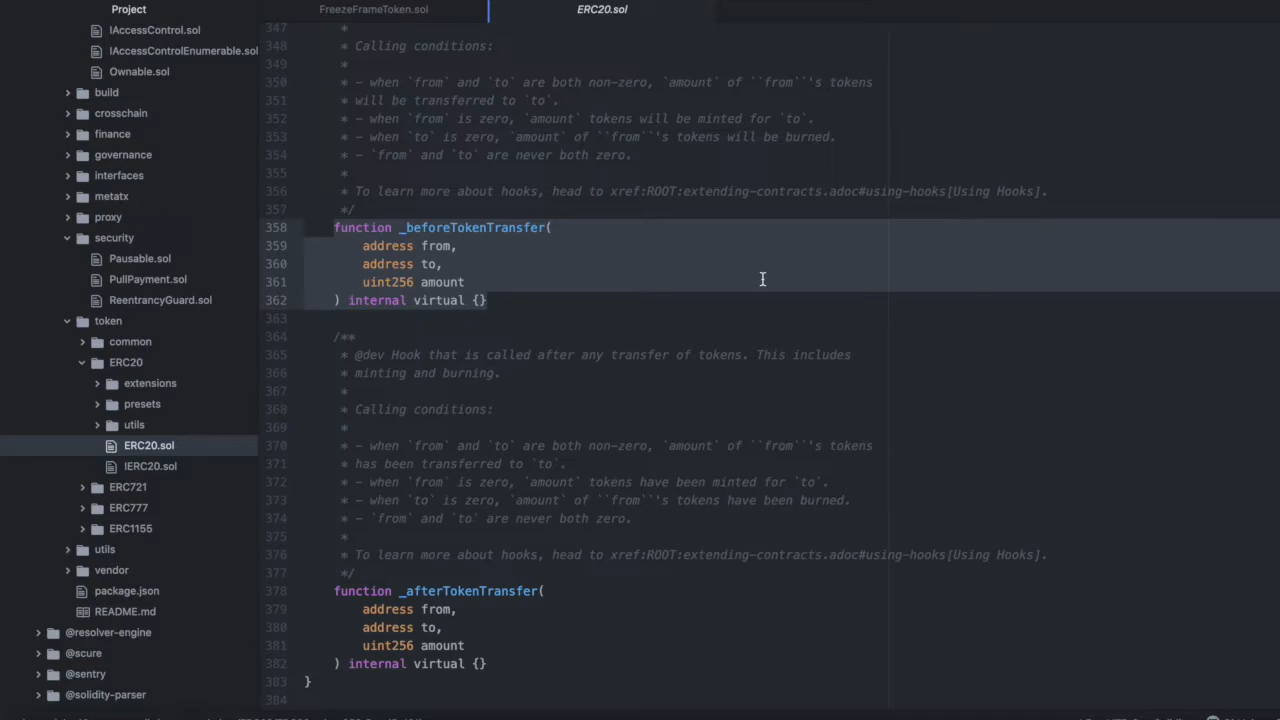 Project
IAccessControl.sol
IAccessControlEnumerable.sol
Ownable.sol
build
crosschain
finance
governance
interfaces
metatx
proxy
security
Pausable.sol
PullPayment.sol
ReentrancyGuard.sol
token
common
ERC20
extensions
presets
utils
ERC20.sol
IERC20.sol
ERC721
ERC777
ERC1155
utils
vendor
package.json
README.md
@resolver-engine
@scure
@sentry
@solidity-parser
FreezeFrameToken.sol
ERC20.sol
347 *
348 * Calling conditions:
349 *
350 * - when `from` and `to` are both non-zero, `amount` of ``from``'s tokens
351 * will be transferred to `to`.
352 * - when `from` is zero, `amount` tokens will be minted for `to`.
353 * - when `to` is zero, `amount` of ``from``'s tokens will be burned.
354 * - `from` and `to` are never both zero.
355 *
356 * To learn more about hooks, head to xref:ROOT:extending-contracts.adoc#using-hooks[Using Hooks].
357 */
358 function _beforeTokenTransfer(
359 address from,
360 address to,
361 uint256 amount
362 ) internal virtual {}
363
364 /**
365 * @dev Hook that is called after any transfer of tokens. This includes
366 * minting and burning.
367 *
368 * Calling conditions:
369 *
370 * - when `from` and `to` are both non-zero, `amount` of ``from``'s tokens
371 * has been transferred to `to`.
372 * - when `from` is zero, `amount` tokens have been minted for `to`.
373 * - when `to` is zero, `amount` of ``from``'s tokens have been burned.
374 * - `from` and `to` are never both zero.
375 *
376 * To learn more about hooks, head to xref:ROOT:extending-contracts.adoc#using-hooks[Using Hooks].
377 */
378 function _afterTokenTransfer(
379 address from,
380 address to,
381 uint256 amount
382 ) internal virtual {}
383 }
384